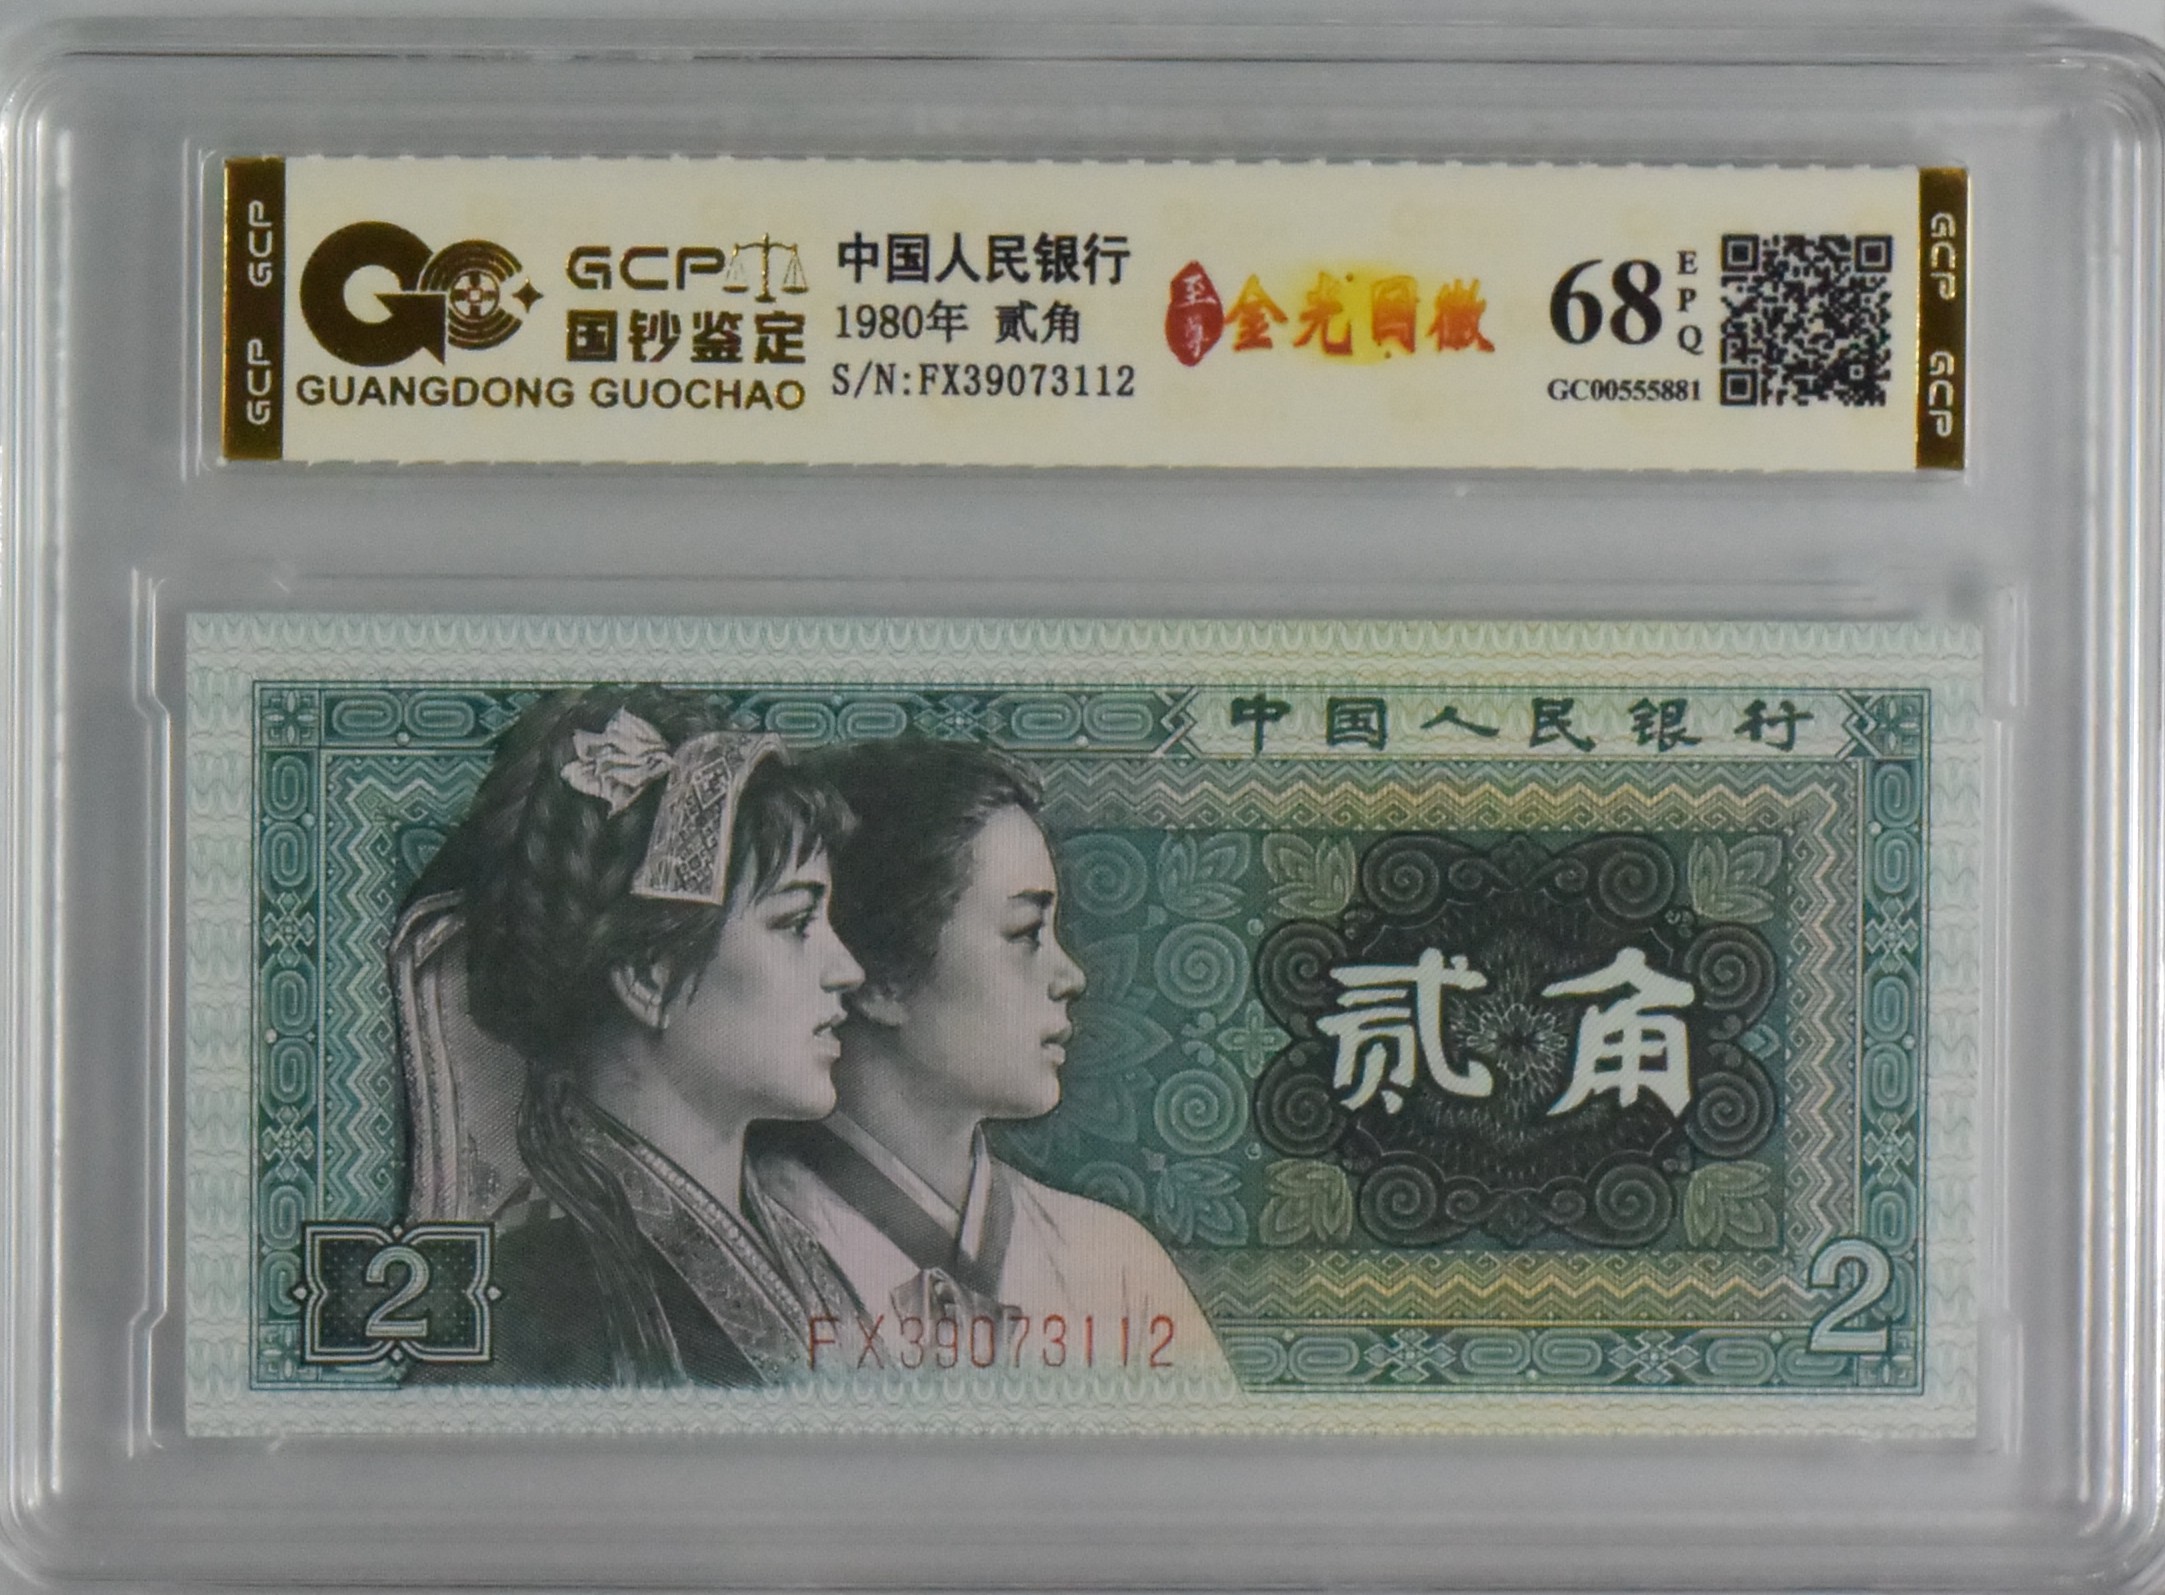 GCP GCP
GCP
国钞鉴定
GUANGDONG GUOCHAO
中国人民银行
1980年 贰角
S/N:FX39073112
至尊
金光国徽
68
EPQ
GC00555881
GCP GCP
中国人民银行
贰角
2
FX39073112
2